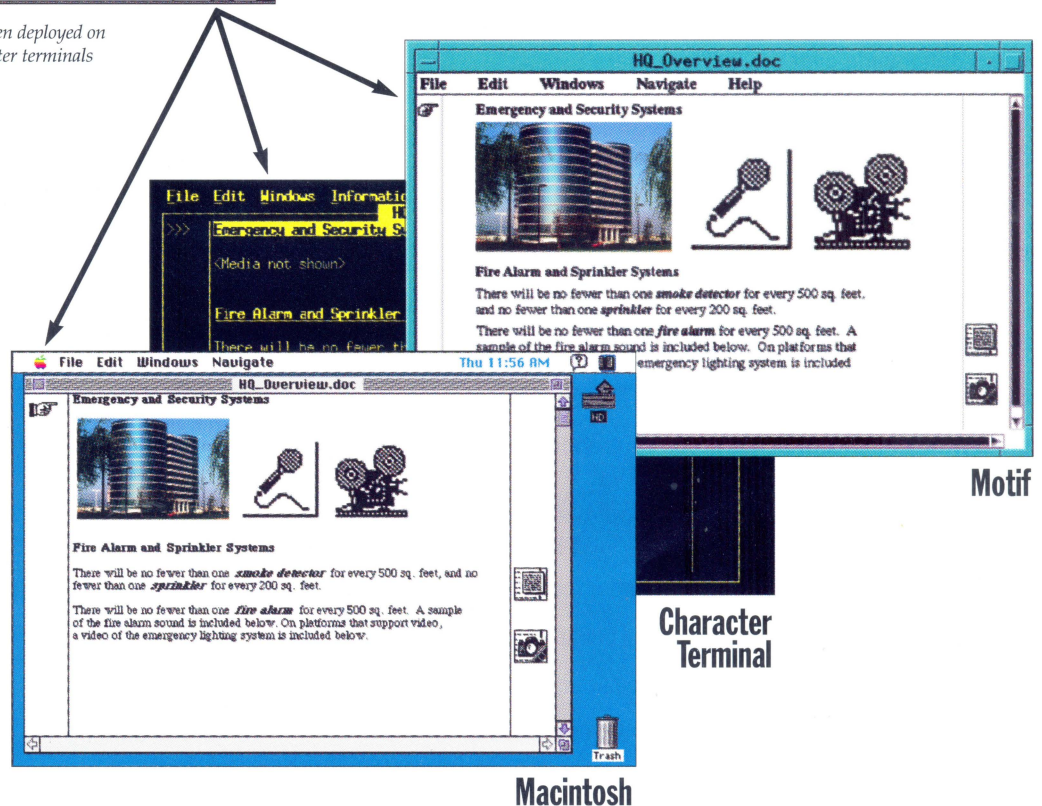 en deployed on
ter terminals
HQ_Overview.doc
File Edit Windows Navigate Help
Emergency and Security Systems
Fire Alarm and Sprinkler Systems
There will be no fewer than one smoke detector for every 500 sq. feet,
and no fewer than one sprinkler for every 200 sq. feet.
There will be no fewer than one fire alarm for every 500 sq. feet. A
sample of the fire alarm sound is included below. On platforms that
emergency lighting system is included
Motif
File Edit Windows Informatio
HQ
>>> Emergency and Security Sy
<Media not shown>
Fire Alarm and Sprinkler
There will be no fewer th
Character
Terminal
File Edit Windows Navigate Thu 11:56 AM
HQ_Overview.doc
HD
Emergency and Security Systems
Fire Alarm and Sprinkler Systems
There will be no fewer than one smoke detector for every 500 sq. feet, and no
fewer than one sprinkler for every 200 sq. feet.
There will be no fewer than one fire alarm for every 500 sq. feet. A sample
of the fire alarm sound is included below. On platforms that support video,
a video of the emergency lighting system is included below.
Trash
Macintosh